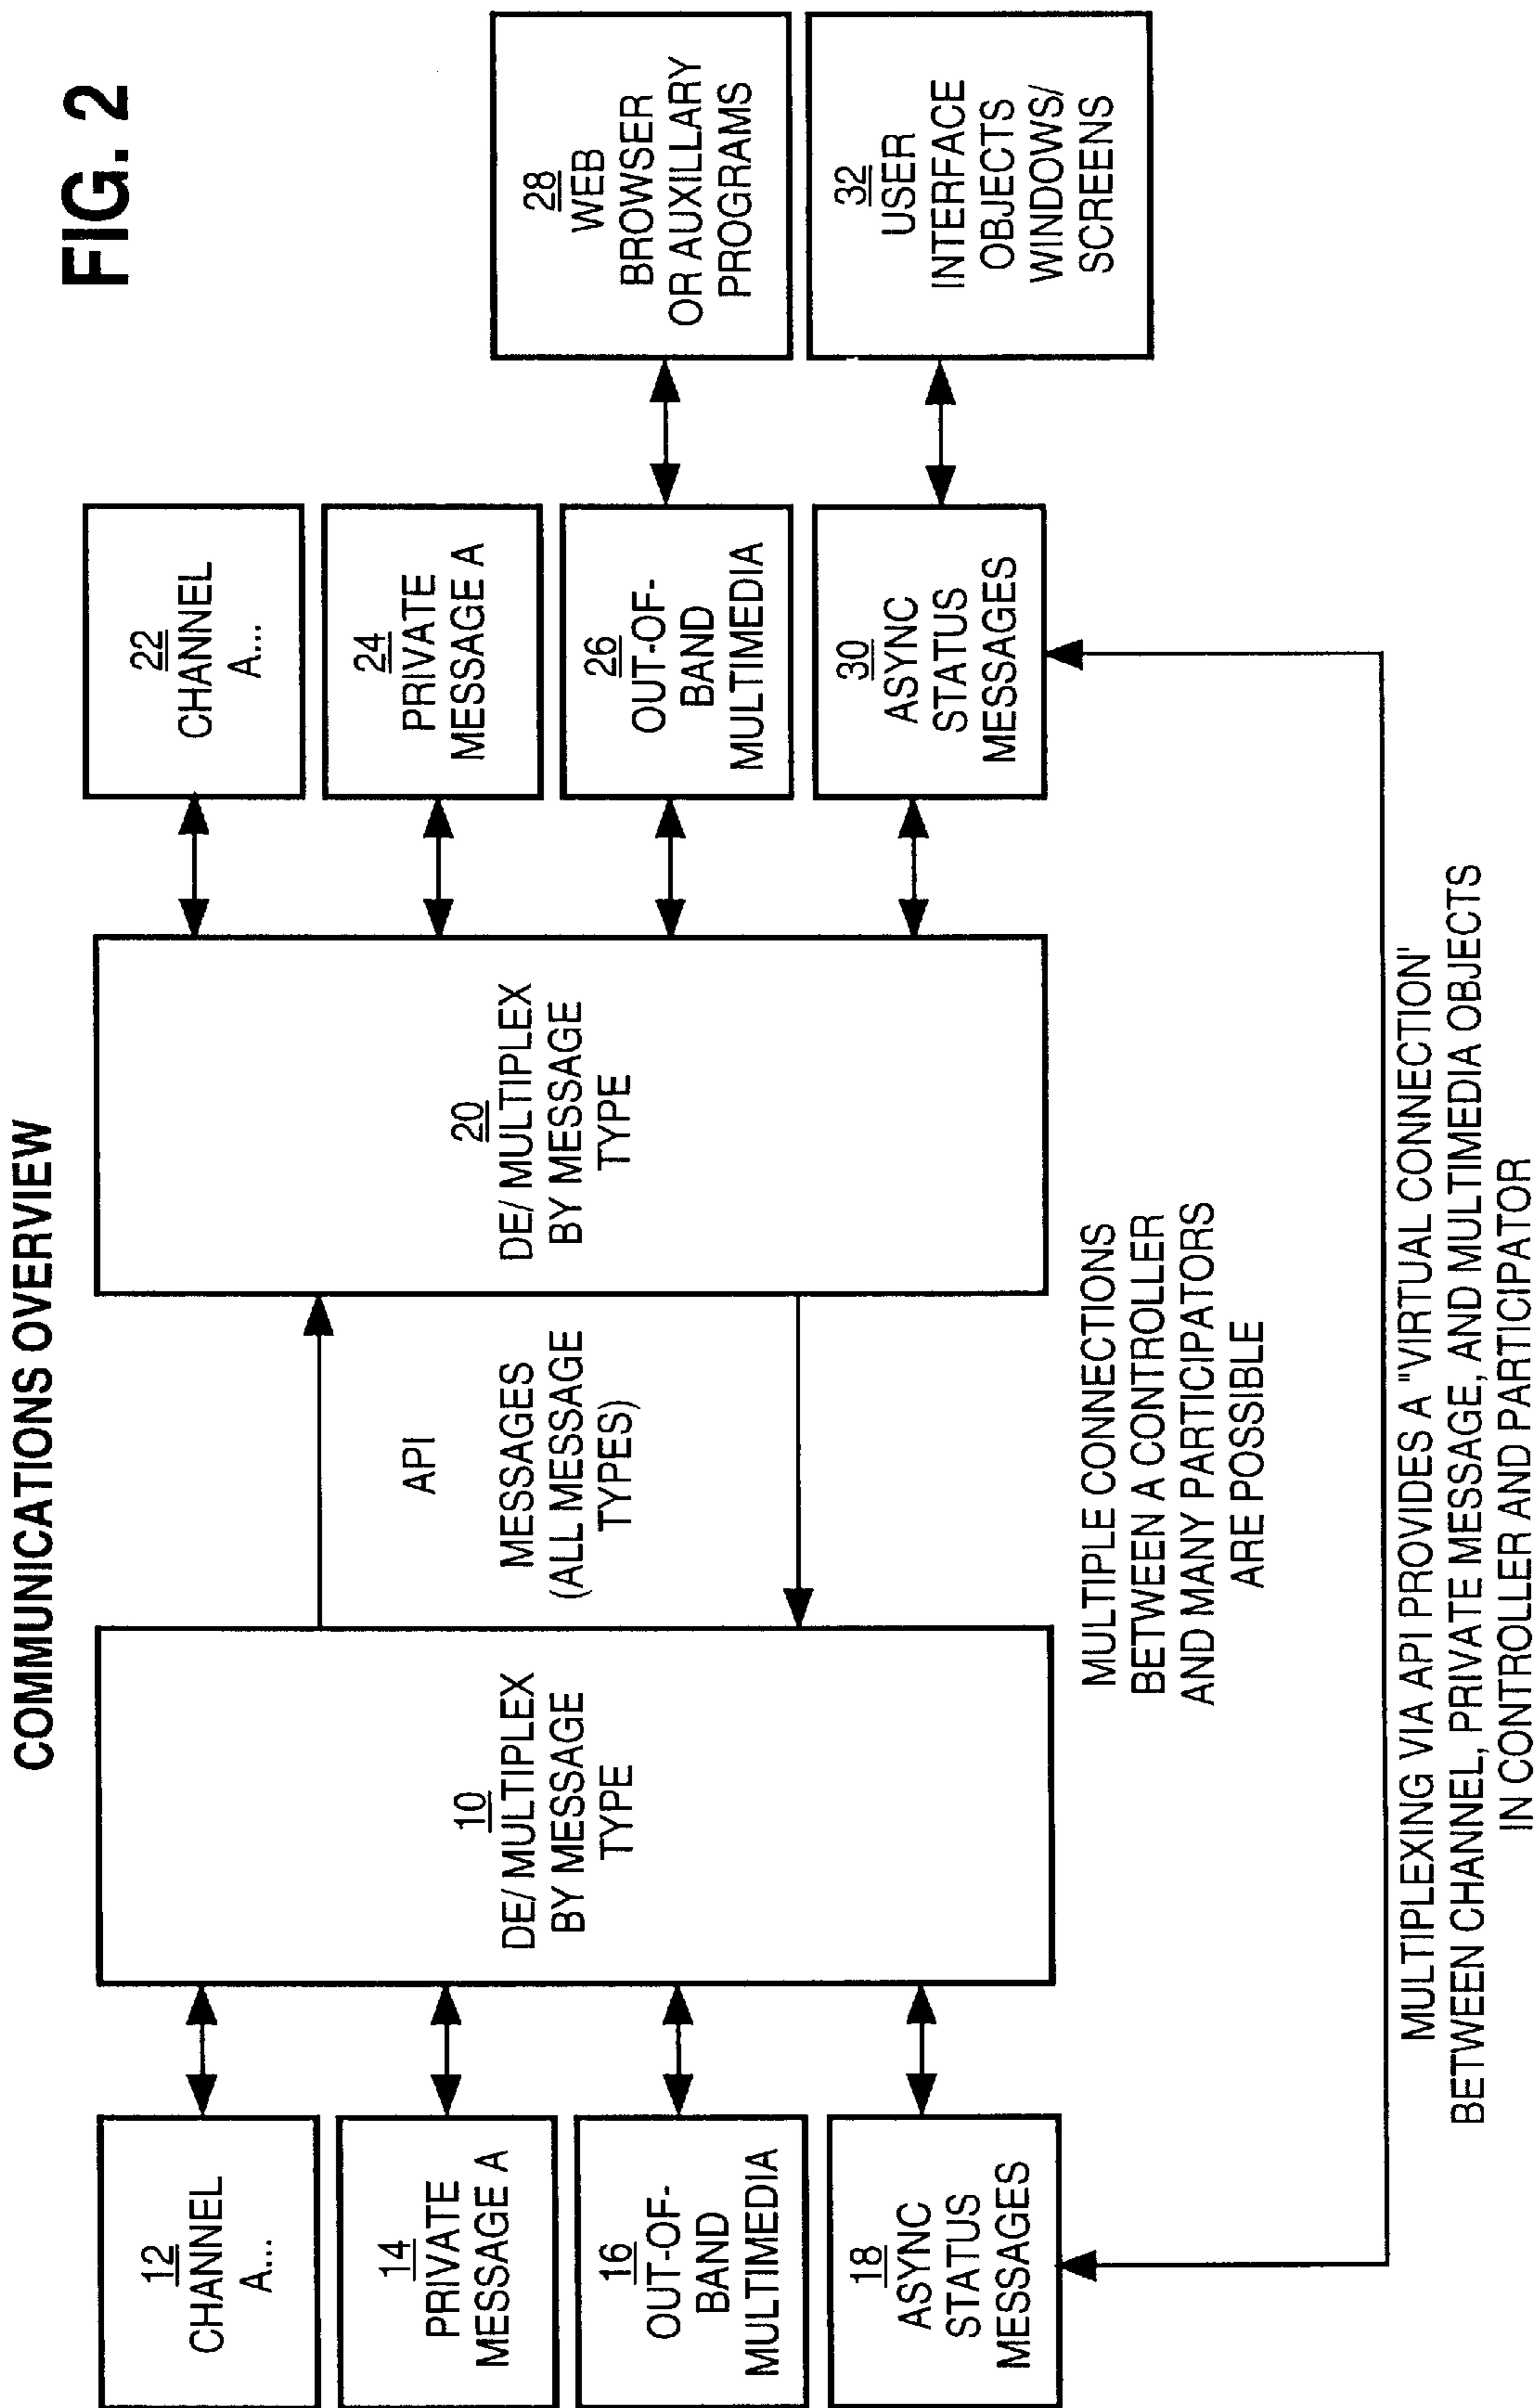 COMMUNICATIONS OVERVIEW
FIG. 2
12
CHANNEL
A...
14
PRIVATE
MESSAGE A
16
OUT-OF-
BAND
MULTIMEDIA
18
ASYNC
STATUS
MESSAGES
10
DE/ MULTIPLEX
BY MESSAGE
TYPE
API
MESSAGES
(ALL MESSAGE
TYPES)
20
DE/ MULTIPLEX
BY MESSAGE
TYPE
22
CHANNEL
A...
24
PRIVATE
MESSAGE A
26
OUT-OF-
BAND
MULTIMEDIA
30
ASYNC
STATUS
MESSAGES
28
WEB
BROWSER
OR AUXILLARY
PROGRAMS
32
USER
INTERFACE
OBJECTS
WINDOWS/
SCREENS
MULTIPLE CONNECTIONS
BETWEEN A CONTROLLER
AND MANY PARTICIPATORS
ARE POSSIBLE
MULTIPLEXING VIA API PROVIDES A "VIRTUAL CONNECTION'
BETWEEN CHANNEL, PRIVATE MESSAGE, AND MULTIMEDIA OBJECTS
IN CONTROLLER AND PARTICIPATOR